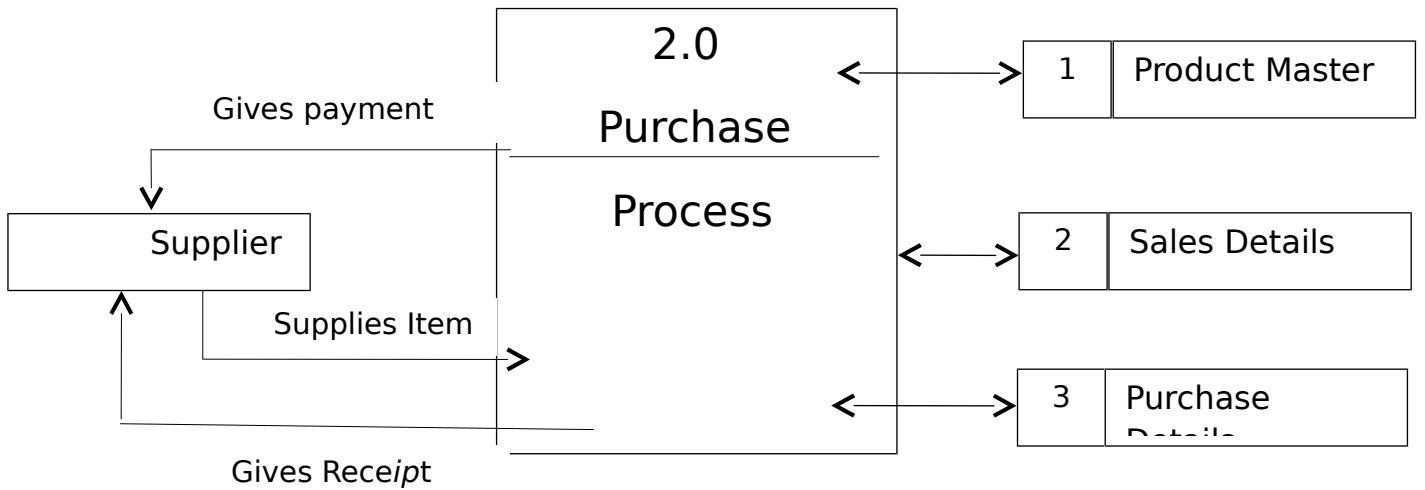 2.0
1 Product Master
Gives payment
Purchase
Process
Supplier
2 Sales Details
Supplies Item
3 Purchase
Details
Gives Receipt